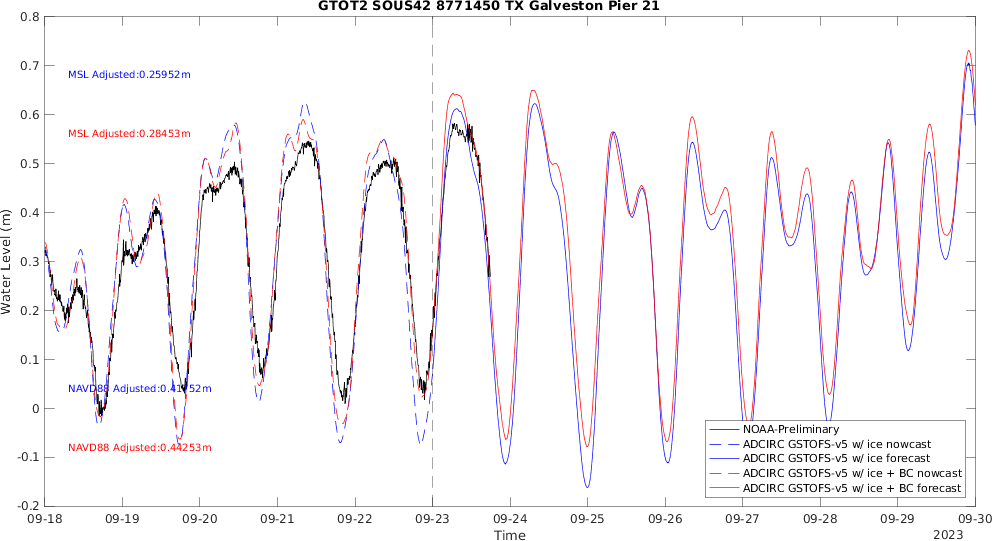 GTOT2 SOUS42 8771450 TX Galveston Pier 21
0.8
0.7
0.6
0.5
0.4
0.3
0.2
0.1
0
-0.1
-0.2
Water Level (m)
MSL Adjusted:0.25952m
MSL Adjusted:0.28453m
NAVD88 Adjusted:0.41752m
NAVD88 Adjusted:0.44253m
NOAA-Preliminary
ADCIRC GSTOFS-v5 w/ ice nowcast
ADCIRC GSTOFS-v5 w/ ice forecast
ADCIRC GSTOFS-v5 w/ ice + BC nowcast
ADCIRC GSTOFS-v5 w/ ice + BC forecast
09-18 09-19 09-20 09-21 09-22 09-23 09-24 09-25 09-26 09-27 09-28 09-29 09-30
Time
2023